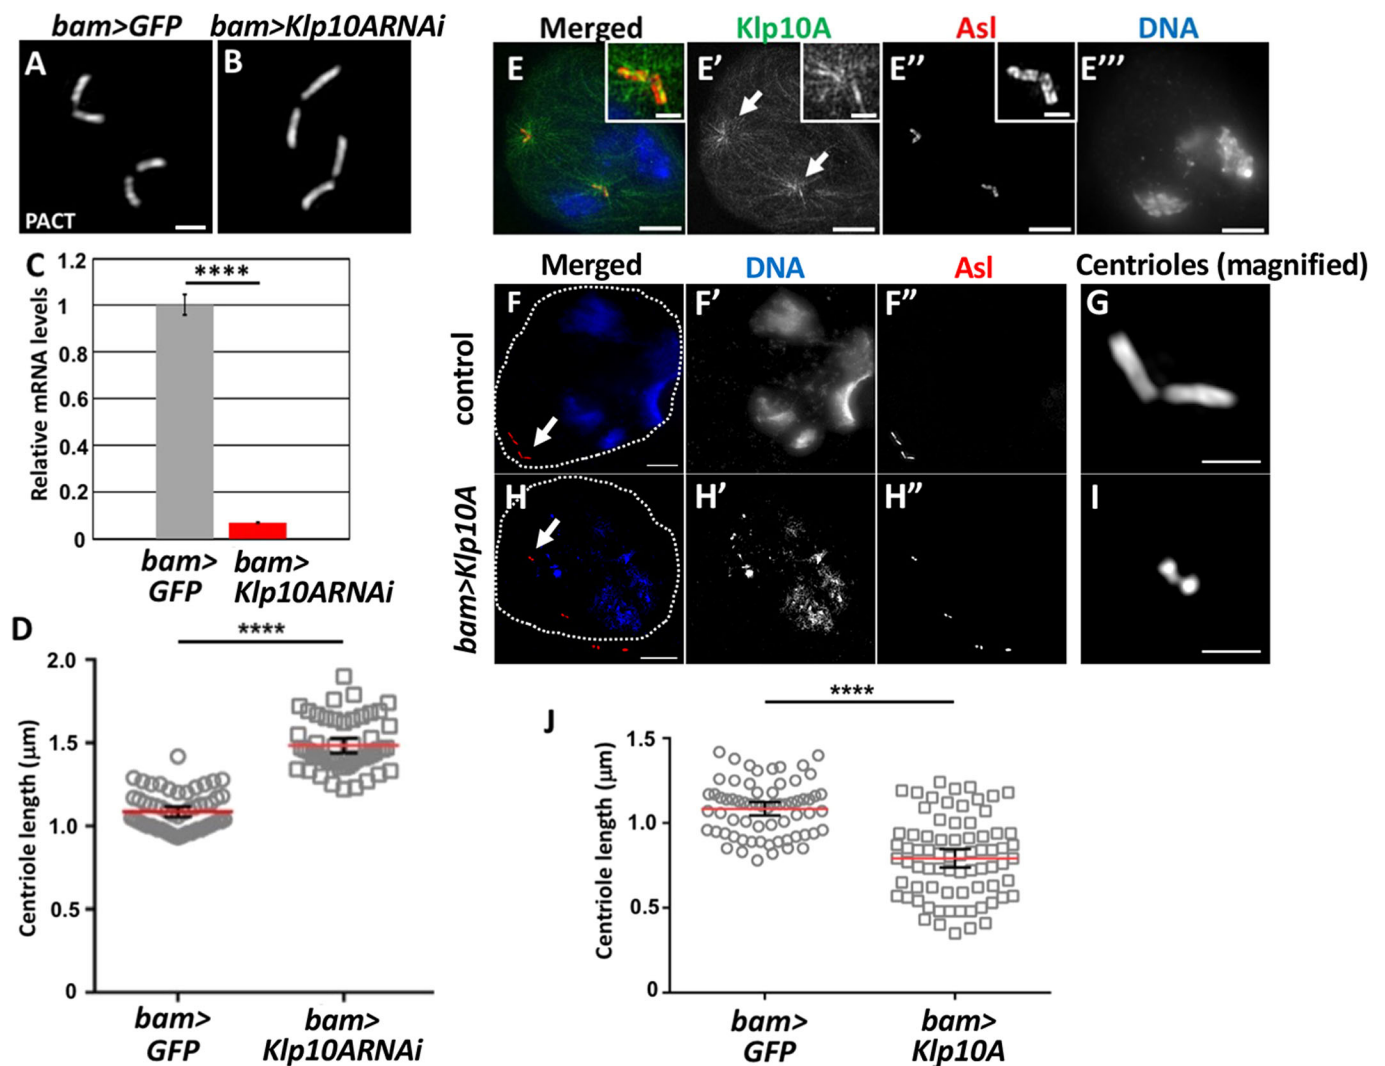 bam>GFP bam>Klp10ARNAi
A B
PACT
Merged Klp10A Asl DNA
E E’ E’’ E’’’
C
****
Relative mRNA levels
1.2
1
0.8
0.6
0.4
0.2
0
bam> bam>
GFP Klp10ARNAi
Merged DNA Asl Centrioles (magnified)
control
F F’ F’’ G
bam>Klp10A
H H’ H’’ I
D
****
Centriole length (μm)
2.0
1.5
1.0
0.5
0
bam> bam>
GFP Klp10ARNAi
J
****
Centriole length (μm)
1.5
1.0
0.5
0
bam> bam>
GFP Klp10A